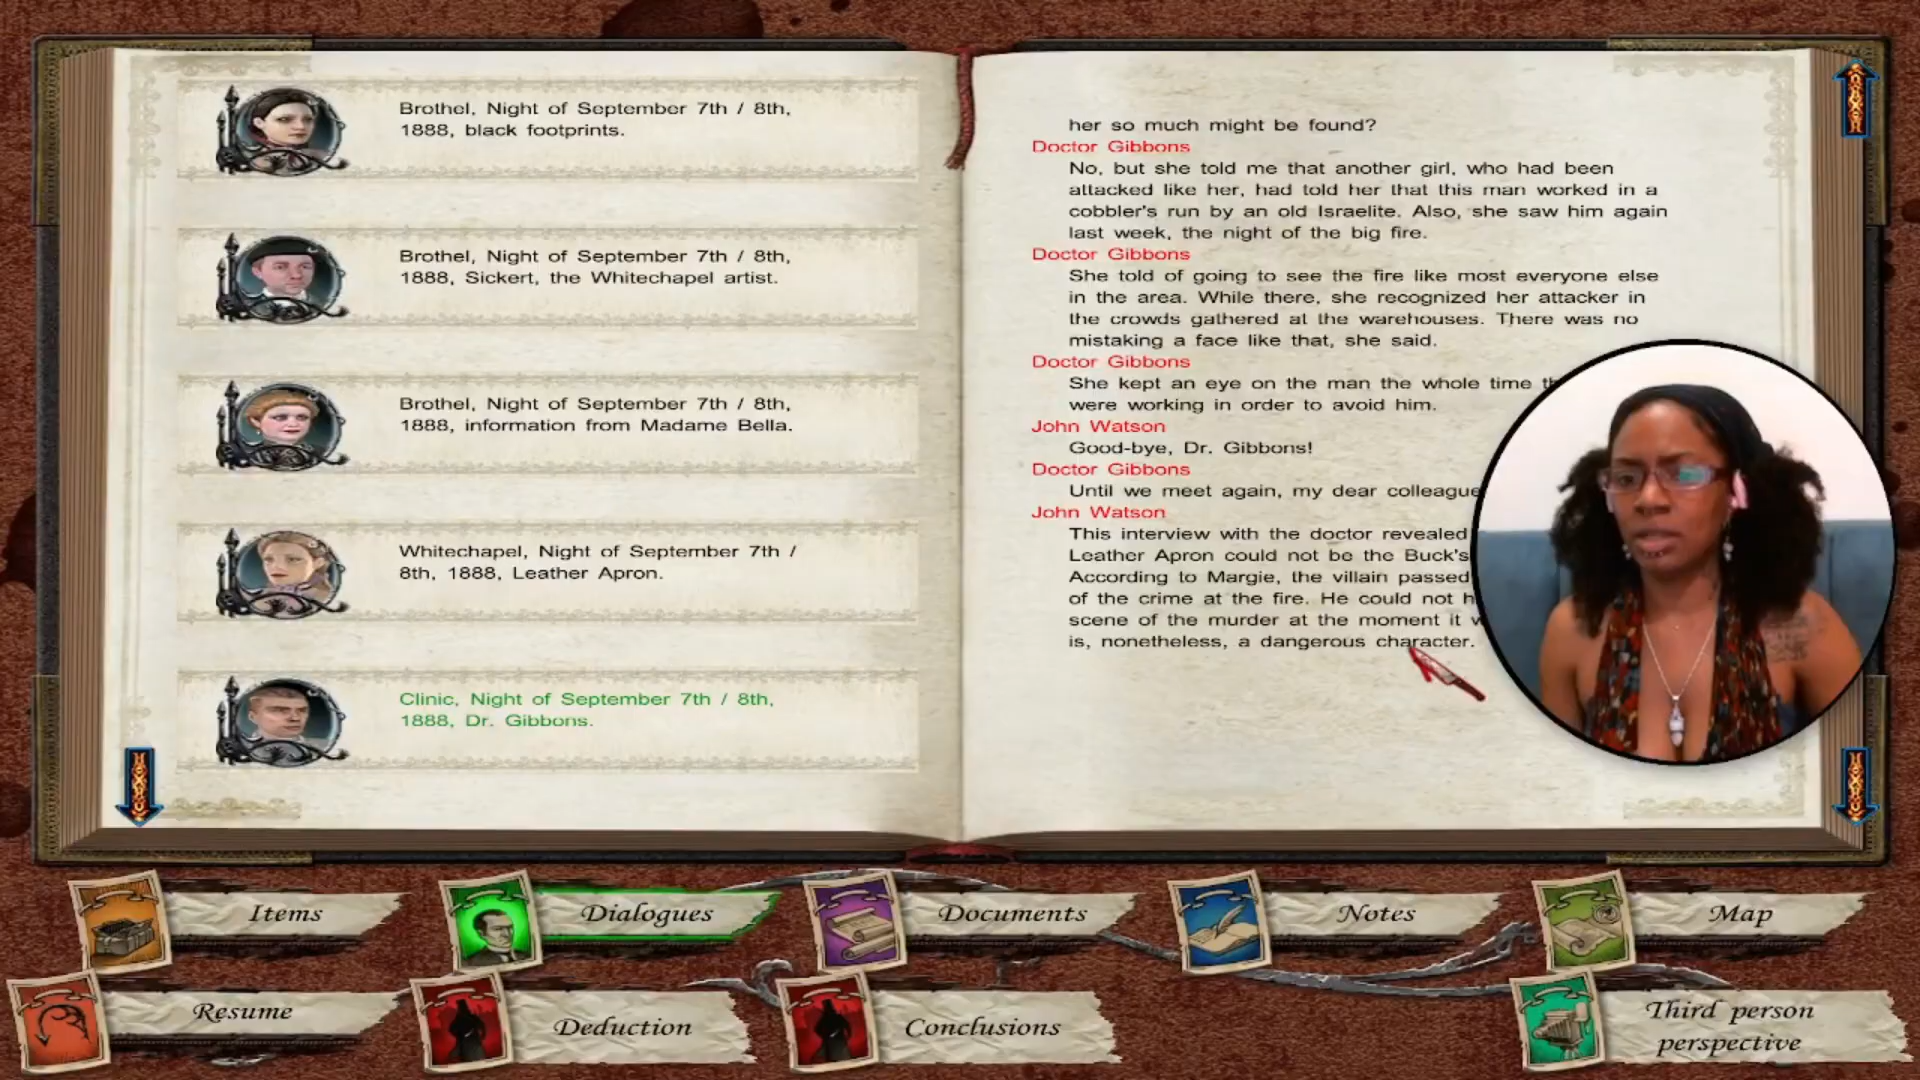 Brothel, Night of September 7th / 8th,
1888, black footprints.
Brothel, Night of September 7th / 8th,
1888, Sickert, the Whitechapel artist.
Brothel, Night of September 7th / 8th,
1888, information from Madame Bella.
Whitechapel, Night of September 7th /
8th, 1888, Leather Apron.
Clinic, Night of September 7th / 8th,
1888, Dr. Gibbons.
her so much might be found?
Doctor Gibbons
No, but she told me that another girl, who had been
attacked like her, had told her that this man worked in a
cobbler's run by an old Israelite. Also, she saw him again
last week, the night of the big fire.
Doctor Gibbons
She told of going to see the fire like most everyone else
in the area. While there, she recognized her attacker in
the crowds gathered at the warehouses. There was no
mistaking a face like that, she said.
Doctor Gibbons
She kept an eye on the man the whole time
were working in order to avoid him.
John Watson
Good-bye, Dr. Gibbons!
Doctor Gibbons
Until we meet again, my dear colleague
John Watson
This interview with the doctor revealed
Leather Apron could not be the Buck's
According to Margie, the villain passed
of the crime at the fire. He could not
scene of the murder at the moment it
is, nonetheless, a dangerous character.
Items
Dialogues
Documents
Notes
Map
Resume
Deduction
Conclusions
Third person
perspective